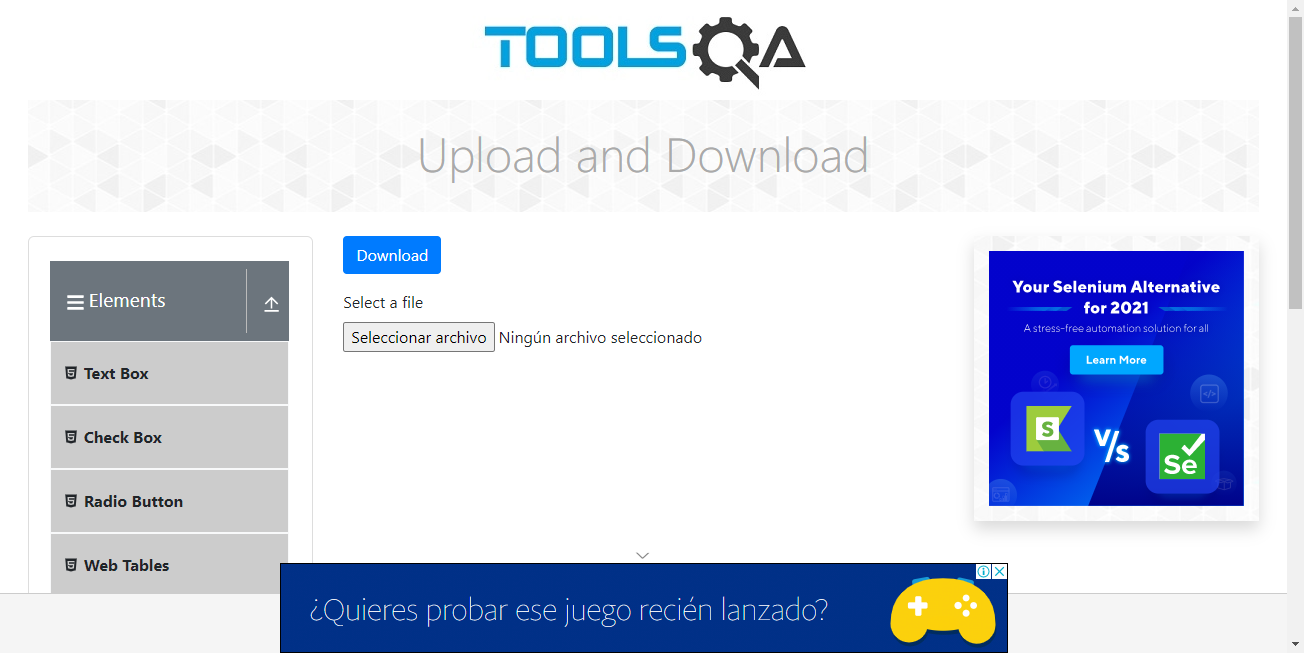 TOOLSQA
Upload and Download
Elements
Text Box
Check Box
Radio Button
Web Tables
Download
Select a file
Seleccionar archivo Ningún archivo seleccionado
Your Selenium Alternative
for 2021
A stress-free automation solution for all
Learn More
S
V/s
Se
¿Quieres probar ese juego recién lanzado?